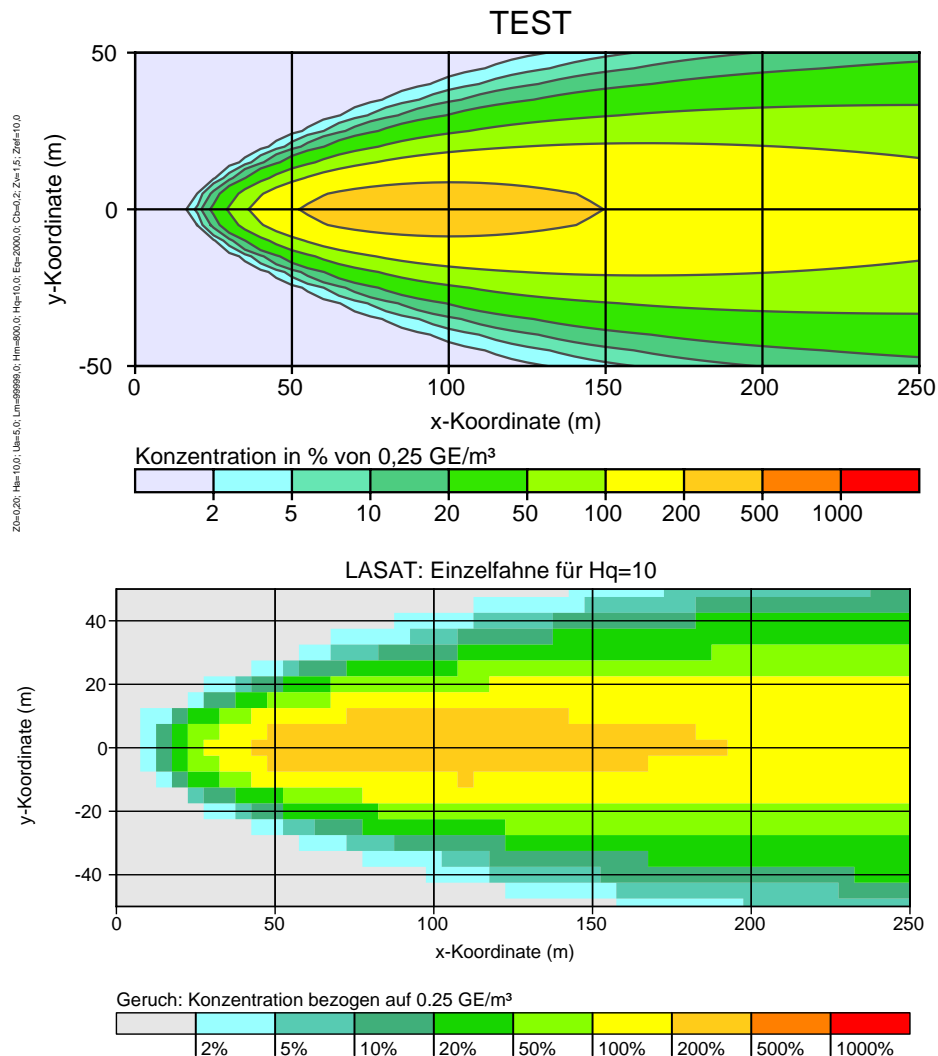 TEST
50
0
-50
y-Koordinate (m)
0 50 100 150 200 250
x-Koordinate (m)
Z0=0,20; Ha=10,0; Ua=5,0; Lm=99999,0; Hm=800,0; Hq=10,0; Eq=2000,0; Cb=0,2; Zv=1,5; Zref=10,0
Konzentration in % von 0,25 GE/m³
2 5 10 20 50 100 200 500 1000
LASAT: Einzelfahne für Hq=10
40
20
0
-20
-40
y-Koordinate (m)
0 50 100 150 200 250
x-Koordinate (m)
Geruch: Konzentration bezogen auf 0.25 GE/m³
2% 5% 10% 20% 50% 100% 200% 500% 1000%